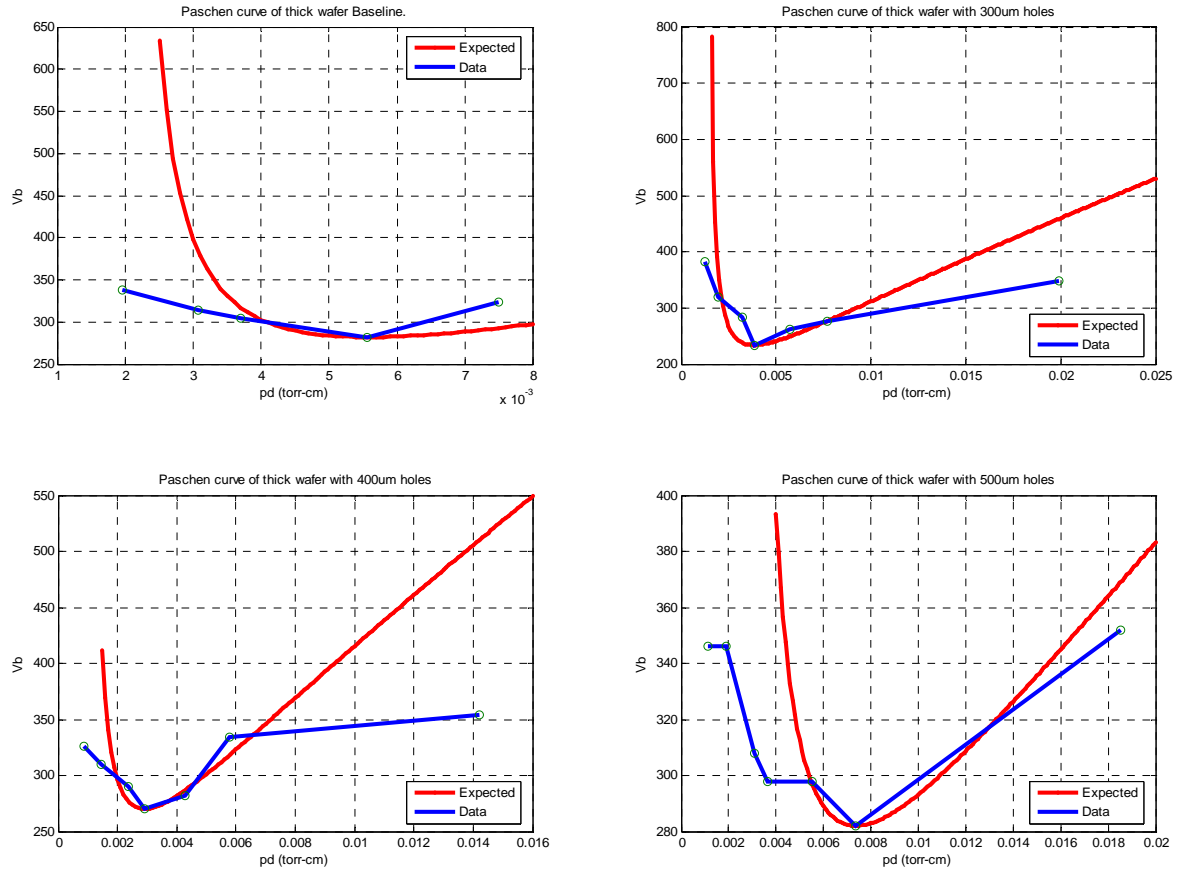 Paschen curve of thick wafer Baseline.
650
600
550
500
450
400
350
300
250
Vb
1 2 3 4 5 6 7 8
pd (torr-cm)
x 10^-3
Expected
Data
Paschen curve of thick wafer with 300um holes
800
700
600
500
400
300
200
Vb
0 0.005 0.01 0.015 0.02 0.025
pd (torr-cm)
Expected
Data
Paschen curve of thick wafer with 400um holes
550
500
450
400
350
300
250
Vb
0 0.002 0.004 0.006 0.008 0.01 0.012 0.014 0.016
pd (torr-cm)
Expected
Data
Paschen curve of thick wafer with 500um holes
400
380
360
340
320
300
280
Vb
0 0.002 0.004 0.006 0.008 0.01 0.012 0.014 0.016 0.018 0.02
pd (torr-cm)
Expected
Data